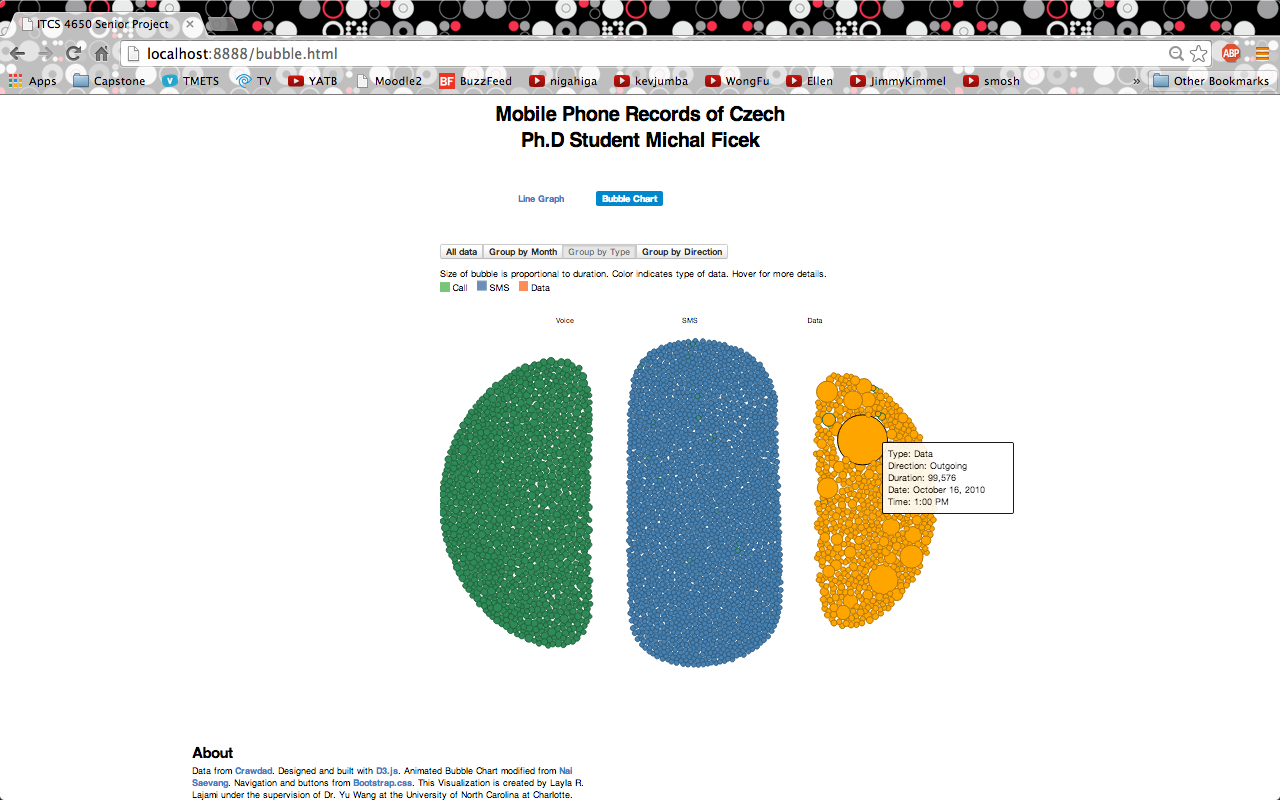 ITCS 4650 Senior Project
localhost:8888/bubble.html
ABP
Apps Capstone TMETS TV YATB Moodle2 BF BuzzFeed nigahiga kevjumba WongFu Ellen JimmyKimmel smosh » Other Bookmarks
Mobile Phone Records of Czech
Ph.D Student Michal Ficek
Line Graph Bubble Chart
All data Group by Month Group by Type Group by Direction
Size of bubble is proportional to duration. Color indicates type of data. Hover for more details.
Call SMS Data
Voice SMS Data
Type: Data
Direction: Outgoing
Duration: 99,576
Date: October 16, 2010
Time: 1:00 PM
About
Data from Crawdad. Designed and built with D3.js. Animated Bubble Chart modified from Nai
Saevang. Navigation and buttons from Bootstrap.css. This Visualization is created by Layla R.
Lajami under the supervision of Dr. Yu Wang at the University of North Carolina at Charlotte.